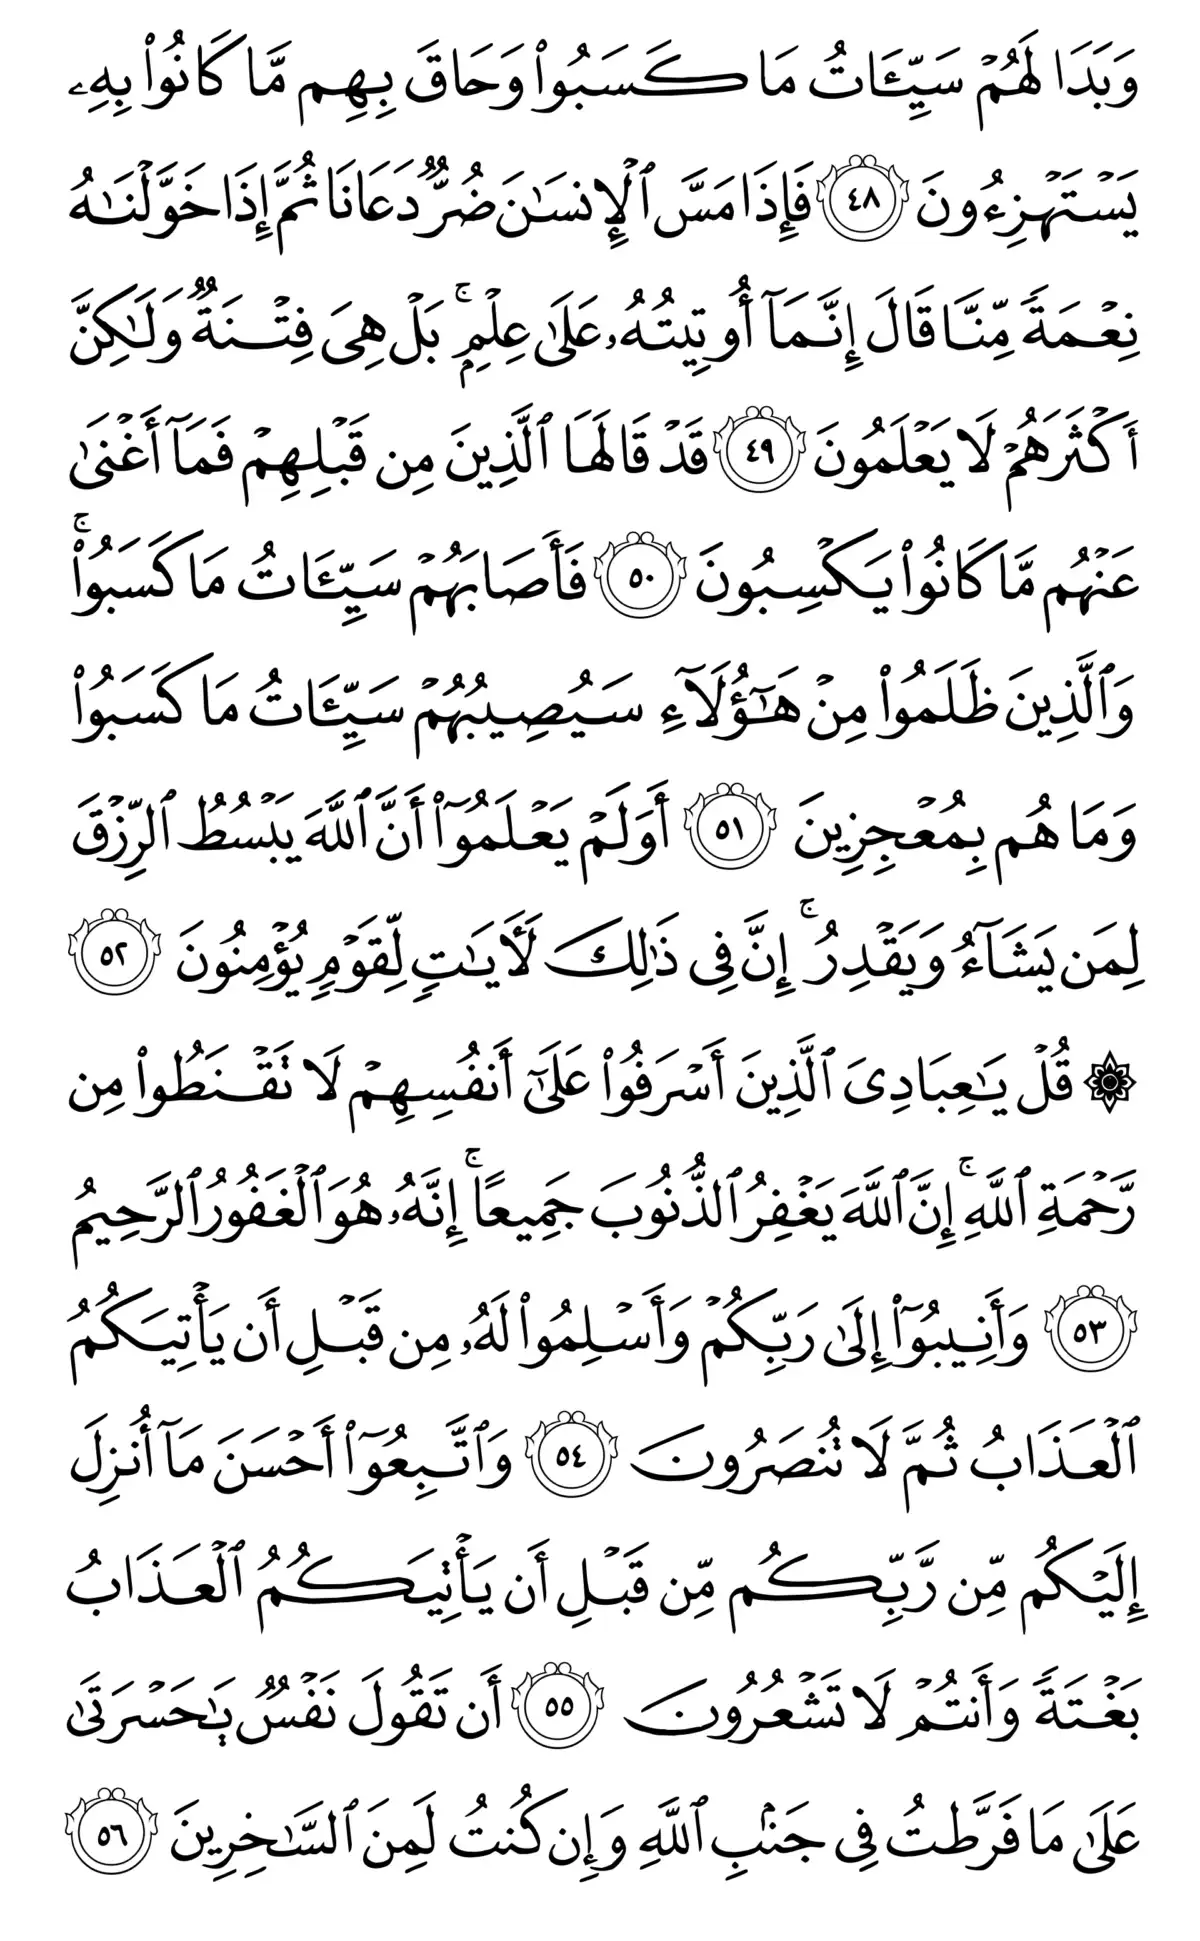 وَبَدَا لَهُمْ سَيِّـَٔاتُ مَا كَسَبُوا۟ وَحَاقَ بِهِم مَّا كَانُوا۟ بِهِۦ
يَسْتَهْزِءُونَ ٤٨ فَإِذَا مَسَّ ٱلْإِنسَـٰنَ ضُرٌّ دَعَانَا ثُمَّ إِذَا خَوَّلْنَـٰهُ
نِعْمَةً مِّنَّا قَالَ إِنَّمَآ أُوتِيتُهُۥ عَلَىٰ عِلْمٍۭ ۚ بَلْ هِىَ فِتْنَةٌ وَلَـٰكِنَّ
أَكْثَرَهُمْ لَا يَعْلَمُونَ ٤٩ قَدْ قَالَهَا ٱلَّذِينَ مِن قَبْلِهِمْ فَمَآ أَغْنَىٰ
عَنْهُم مَّا كَانُوا۟ يَكْسِبُونَ ٥٠ فَأَصَابَهُمْ سَيِّـَٔاتُ مَا كَسَبُوا۟ ۚ
وَٱلَّذِينَ ظَلَمُوا۟ مِنْ هَـٰٓؤُلَآءِ سَيُصِيبُهُمْ سَيِّـَٔاتُ مَا كَسَبُوا۟
وَمَا هُم بِمُعْجِزِينَ ٥١ أَوَلَمْ يَعْلَمُوٓا۟ أَنَّ ٱللَّهَ يَبْسُطُ ٱلرِّزْقَ
لِمَن يَشَآءُ وَيَقْدِرُ ۚ إِنَّ فِى ذَٰلِكَ لَـَٔايَـٰتٍ لِّقَوْمٍ يُؤْمِنُونَ ٥٢
۞ قُلْ يَـٰعِبَادِىَ ٱلَّذِينَ أَسْرَفُوا۟ عَلَىٰٓ أَنفُسِهِمْ لَا تَقْنَطُوا۟ مِن
رَّحْمَةِ ٱللَّهِ ۚ إِنَّ ٱللَّهَ يَغْفِرُ ٱلذُّنُوبَ جَمِيعًا ۚ إِنَّهُۥ هُوَ ٱلْغَفُورُ ٱلرَّحِيمُ
٥٣ وَأَنِيبُوٓا۟ إِلَىٰ رَبِّكُمْ وَأَسْلِمُوا۟ لَهُۥ مِن قَبْلِ أَن يَأْتِيَكُمُ
ٱلْعَذَابُ ثُمَّ لَا تُنصَرُونَ ٥٤ وَٱتَّبِعُوٓا۟ أَحْسَنَ مَآ أُنزِلَ
إِلَيْكُم مِّن رَّبِّكُم مِّن قَبْلِ أَن يَأْتِيَكُمُ ٱلْعَذَابُ
بَغْتَةً وَأَنتُمْ لَا تَشْعُرُونَ ٥٥ أَن تَقُولَ نَفْسٌ يَـٰحَسْرَتَىٰ
عَلَىٰ مَا فَرَّطتُ فِى جَنۢبِ ٱللَّهِ وَإِن كُنتُ لَمِنَ ٱلسَّـٰخِرِينَ ٥٦